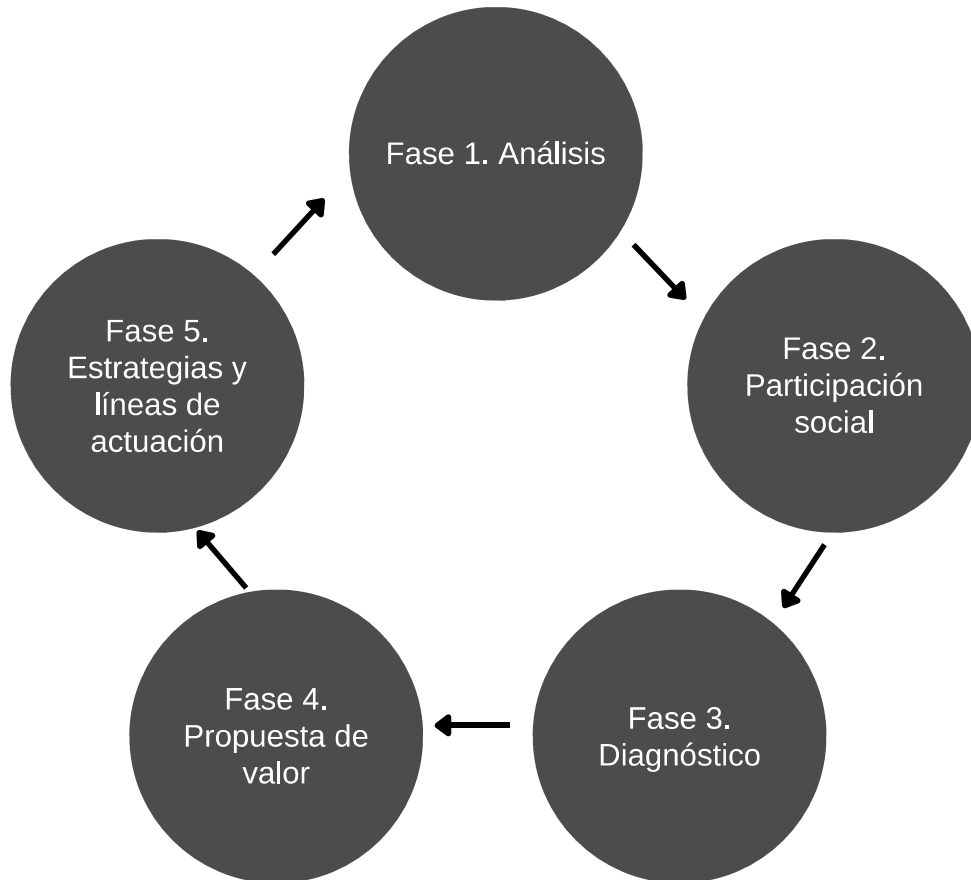 Fase 1. Análisis
Fase 2.
Participación
social
Fase 3.
Diagnóstico
Fase 4.
Propuesta de
valor
Fase 5.
Estrategias y
líneas de
actuación